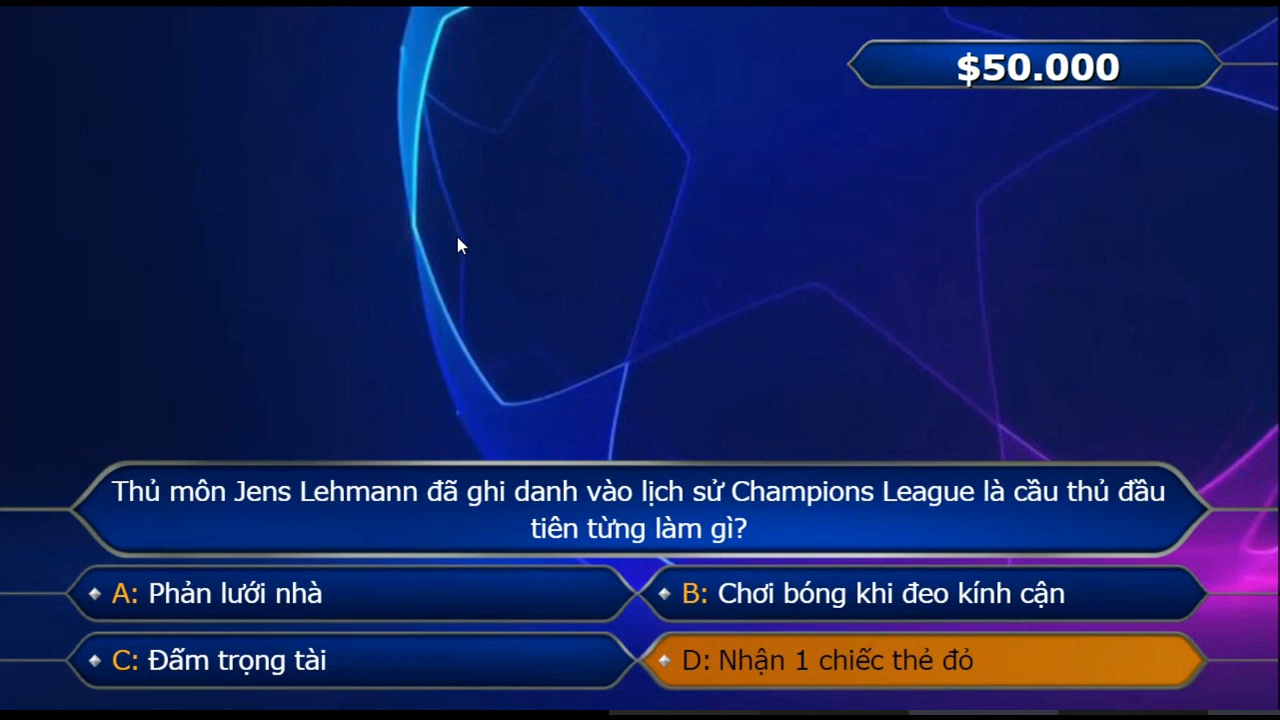 $50.000
Thủ môn Jens Lehmann đã ghi danh vào lịch sử Champions League là cầu thủ đầu
tiên từng làm gì?
A: Phản lưới nhà
B: Chơi bóng khi đeo kính cận
C: Đấm trọng tài
D: Nhận 1 chiếc thẻ đỏ